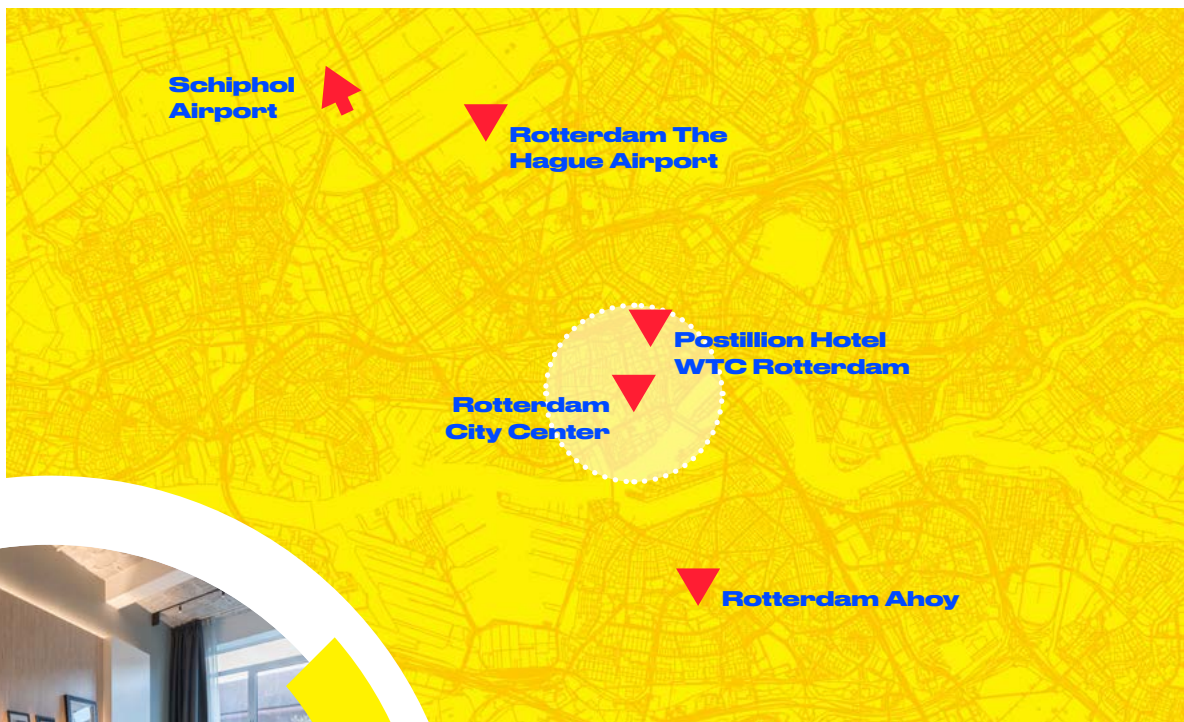 Schiphol
Airport
Rotterdam The
Hague Airport
Postillion Hotel
WTC Rotterdam
Rotterdam
City Center
Rotterdam Ahoy